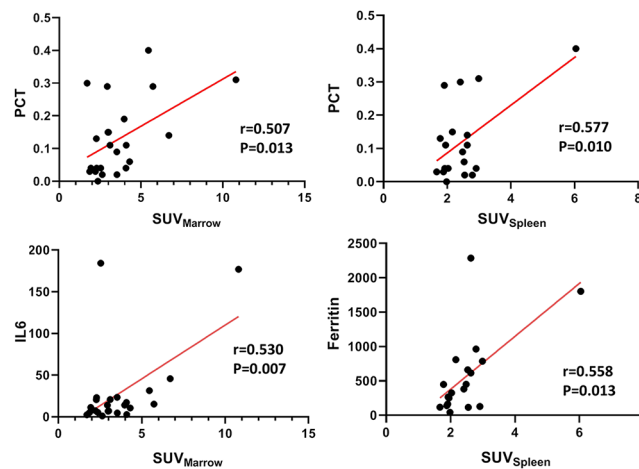 PCT
0.5
0.4
0.3
0.2
0.1
0.0
0
5
10
15
SUVMarrow
r=0.507
P=0.013
PCT
0.5
0.4
0.3
0.2
0.1
0.0
0
2
4
6
8
SUVSpleen
r=0.577
P=0.010
IL6
200
150
100
50
0
0
5
10
15
SUVMarrow
r=0.530
P=0.007
Ferritin
2500
2000
1500
1000
500
0
0
2
4
6
8
SUVSpleen
r=0.558
P=0.013